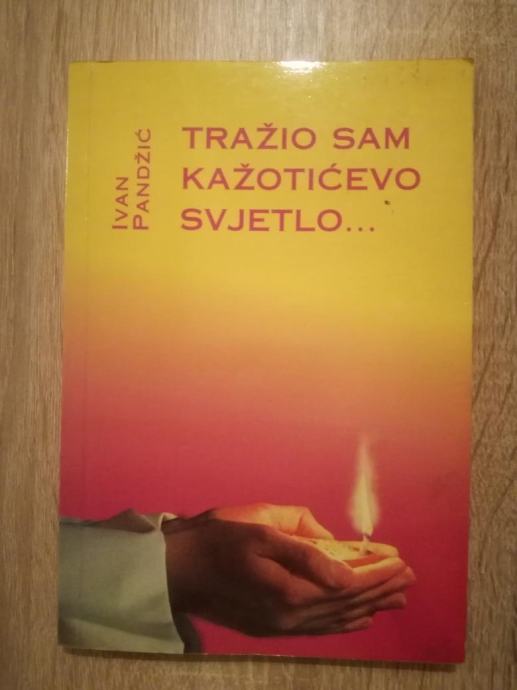 IVAN
PANDŽIĆ
TRAŽIO SAM
KAŽOTIĆEVO
SVJETLO...